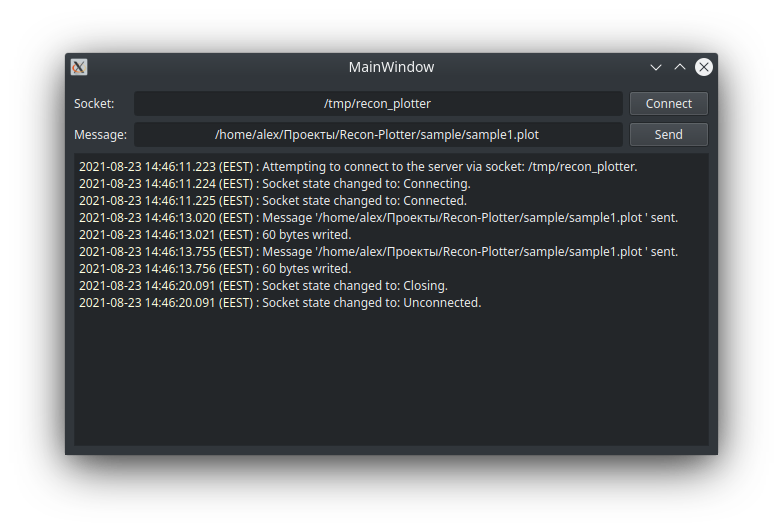 MainWindow
Socket: /tmp/recon_plotter Connect
Message: /home/alex/Проекты/Recon-Plotter/sample/sample1.plot Send
2021-08-23 14:46:11.223 (EEST) : Attempting to connect to the server via socket: /tmp/recon_plotter.
2021-08-23 14:46:11.224 (EEST) : Socket state changed to: Connecting.
2021-08-23 14:46:11.225 (EEST) : Socket state changed to: Connected.
2021-08-23 14:46:13.020 (EEST) : Message '/home/alex/Проекты/Recon-Plotter/sample/sample1.plot ' sent.
2021-08-23 14:46:13.021 (EEST) : 60 bytes writed.
2021-08-23 14:46:13.755 (EEST) : Message '/home/alex/Проекты/Recon-Plotter/sample/sample1.plot ' sent.
2021-08-23 14:46:13.756 (EEST) : 60 bytes writed.
2021-08-23 14:46:20.091 (EEST) : Socket state changed to: Closing.
2021-08-23 14:46:20.091 (EEST) : Socket state changed to: Unconnected.